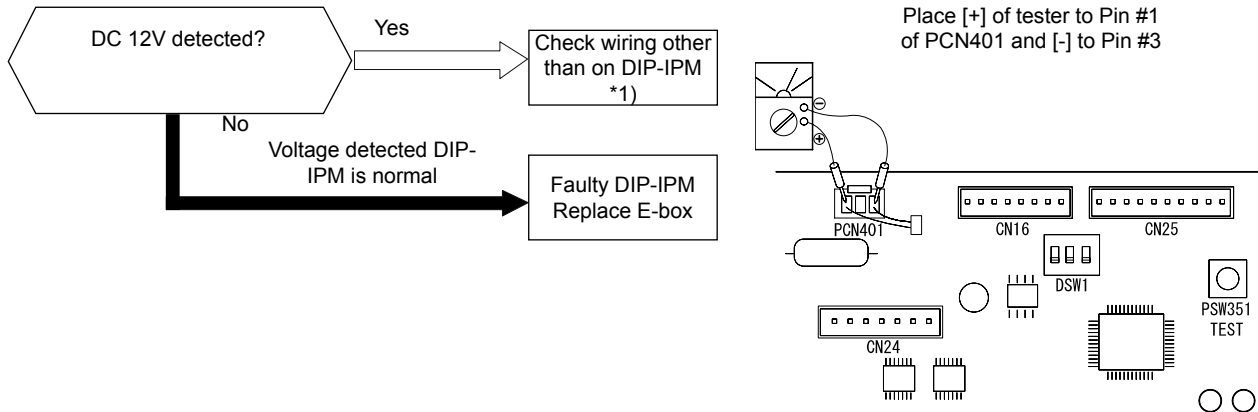 DC 12V detected?
Yes
Check wiring other
than on DIP-IPM
*1)
No
Voltage detected DIP-
IPM is normal
Faulty DIP-IPM
Replace E-box
Place [+] of tester to Pin #1
of PCN401 and [-] to Pin #3
⊖
⊕
PCN401
CN16
CN25
DSW1
PSW351
TEST
CN24